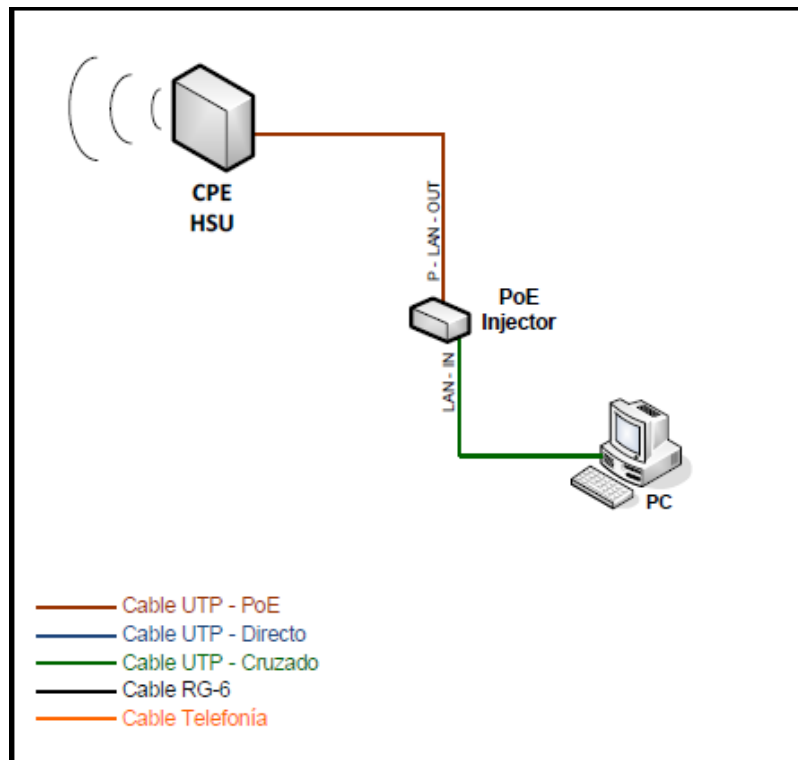 CPE
HSU
P - LAN - OUT
PoE
Injector
LAN - IN
PC
Cable UTP - PoE
Cable UTP - Directo
Cable UTP - Cruzado
Cable RG-6
Cable Telefonía